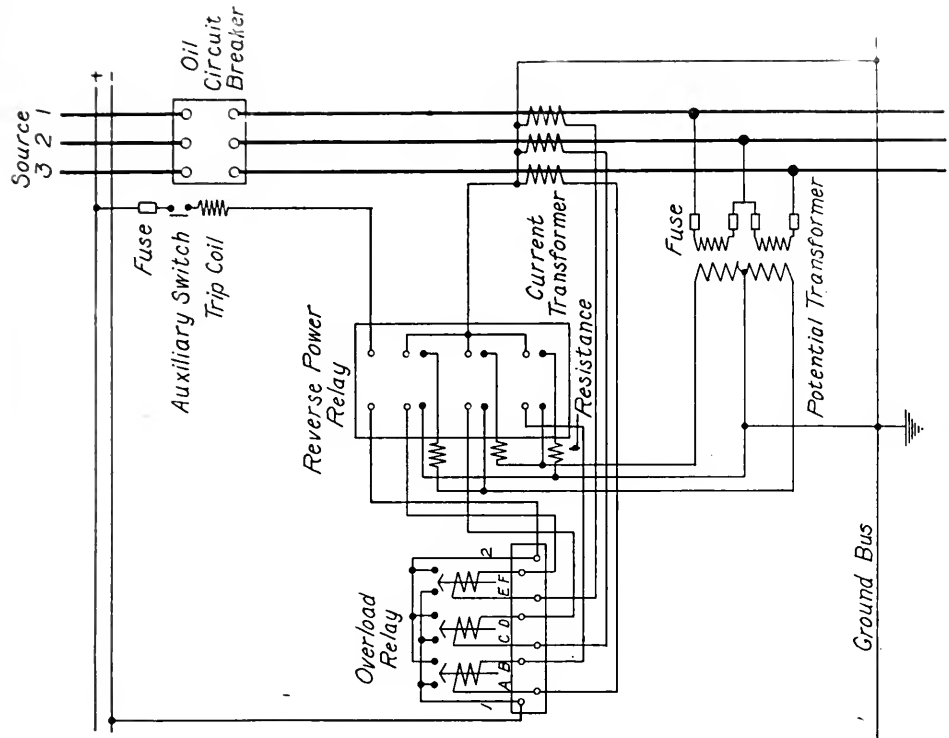 +
-
Source
1
2
3
Oil
Circuit
Breaker
Fuse
Auxiliary Switch
Trip Coil
Reverse Power
Relay
Current
Transformer
Resistance
Fuse
Potential Transformer
Overload
Relay
1
2
A
B
C
D
E
F
Ground Bus